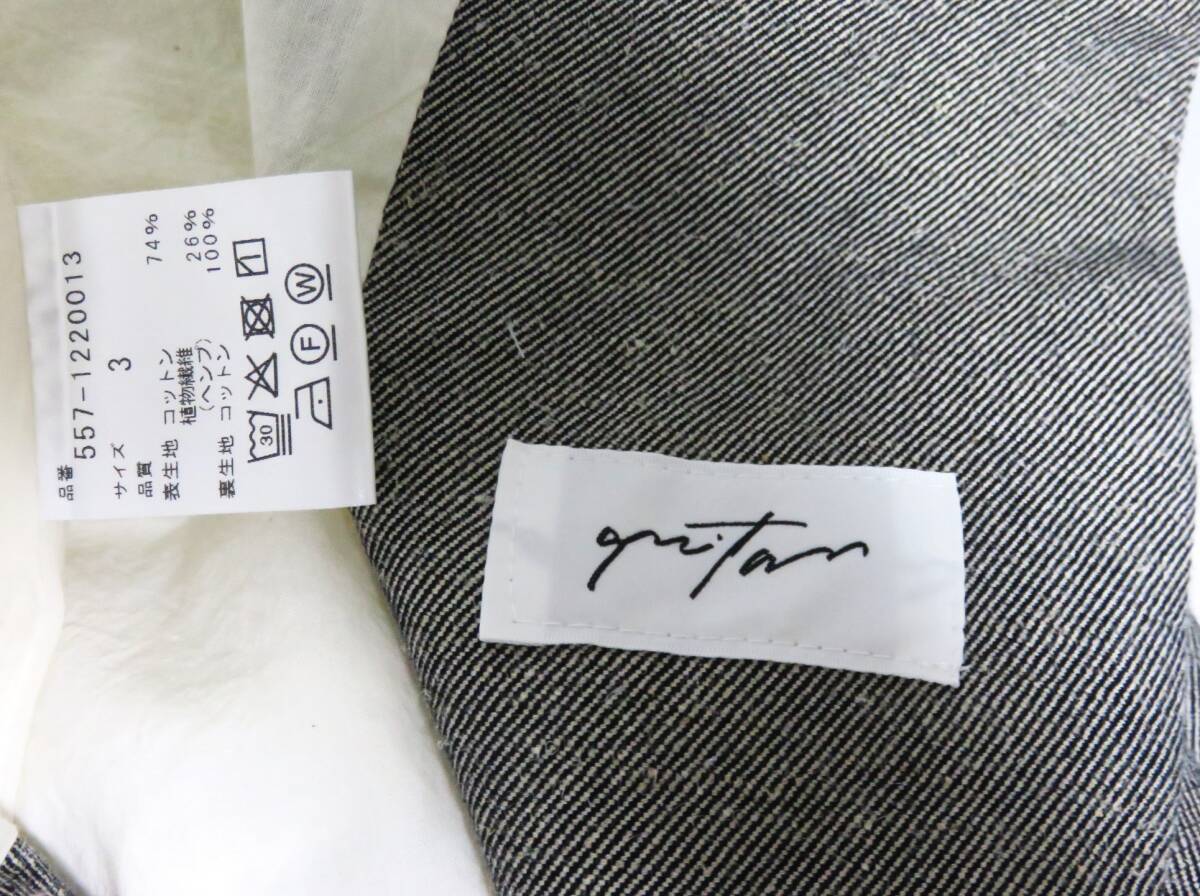 品番
557-1220013
サイズ 3
品質
表生地 コットン 74%
植物繊維
(ヘンプ) 26%
裏生地 コットン 100%
30
F
W
qritan